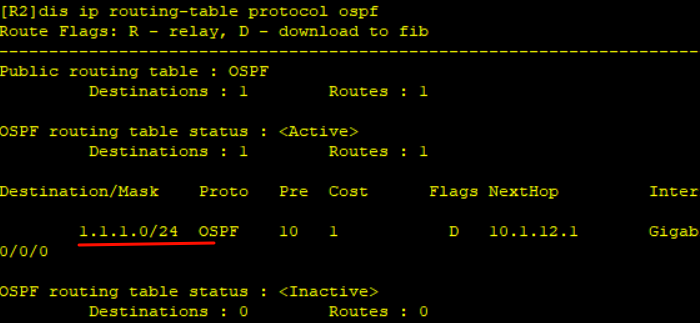 [R2]dis ip routing-table protocol ospf
Route Flags: R - relay, D - download to fib
------------------------------------------------------------------------------
Public routing table : OSPF
         Destinations : 1        Routes : 1
OSPF routing table status : <Active>
         Destinations : 1        Routes : 1
Destination/Mask    Proto   Pre  Cost      Flags NextHop         Inter
        1.1.1.0/24  OSPF    10   1           D   10.1.12.1       Gigab
0/0/0
OSPF routing table status : <Inactive>
         Destinations : 0        Routes : 0